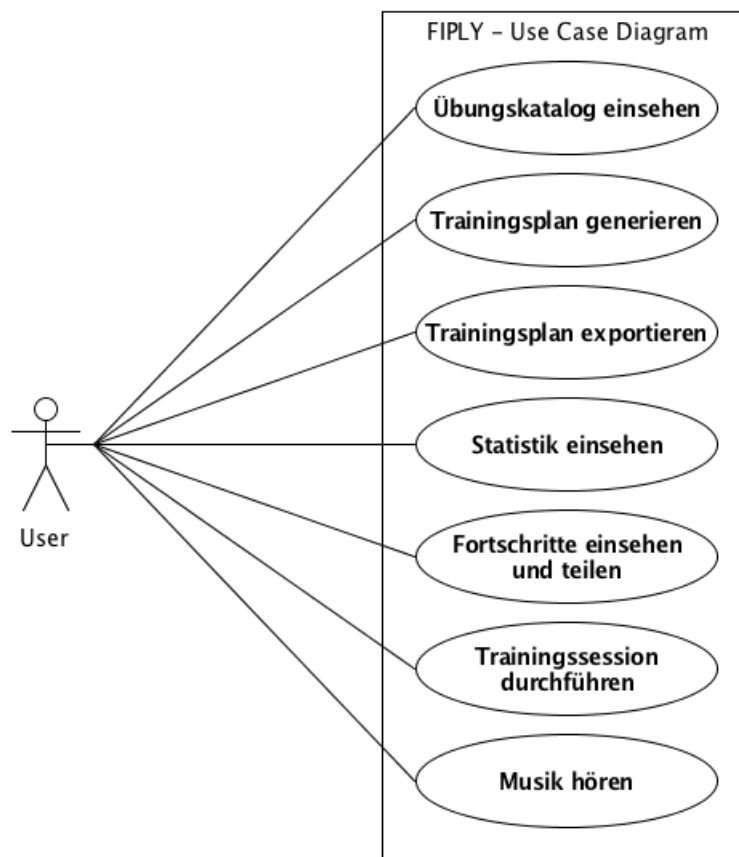 FIPLY – Use Case Diagram
Übungskatalog einsehen
Trainingsplan generieren
Trainingsplan exportieren
Statistik einsehen
User
Fortschritte einsehen
und teilen
Trainingssession
durchführen
Musik hören